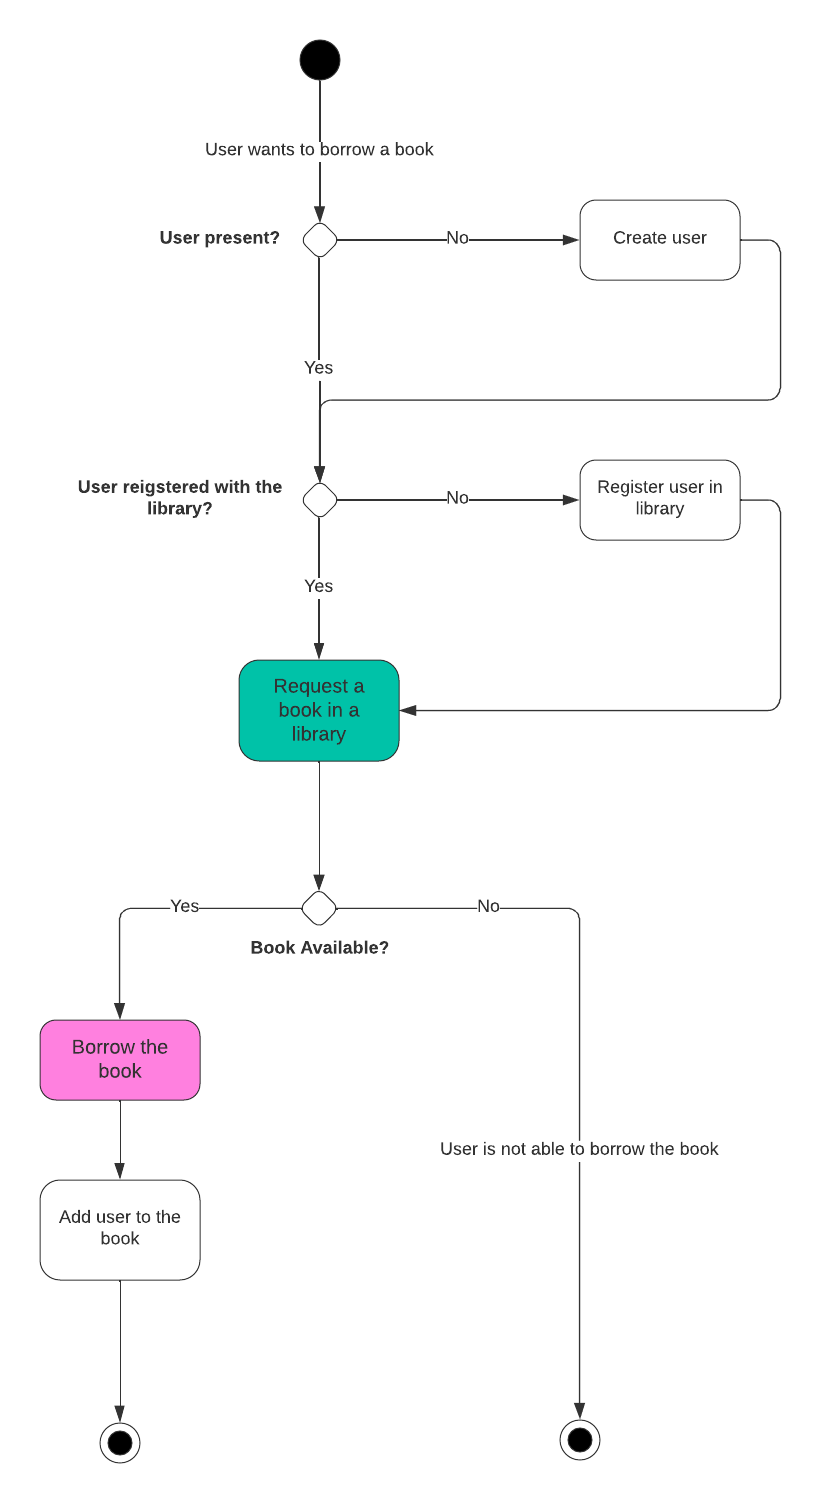 User wants to borrow a book
User present?
No
Create user
Yes
User reigstered with the
library?
No
Register user in
library
Yes
Request a
book in a
library
Yes
No
Book Available?
Borrow the
book
User is not able to borrow the book
Add user to the
book